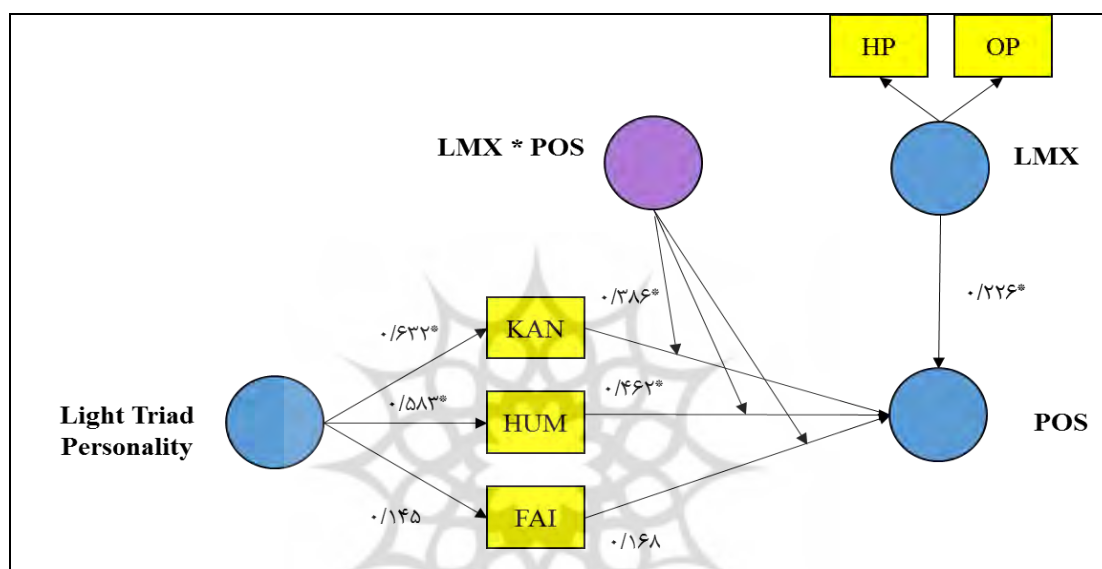 HP
OP
LMX * POS
LMX
۰/۲۲۶*
۰/۳۸۶*
۰/۶۳۲*
KAN
۰/۴۶۲*
۰/۵۸۳*
HUM
Light Triad
Personality
POS
۰/۱۴۵
FAI
۰/۱۶۸